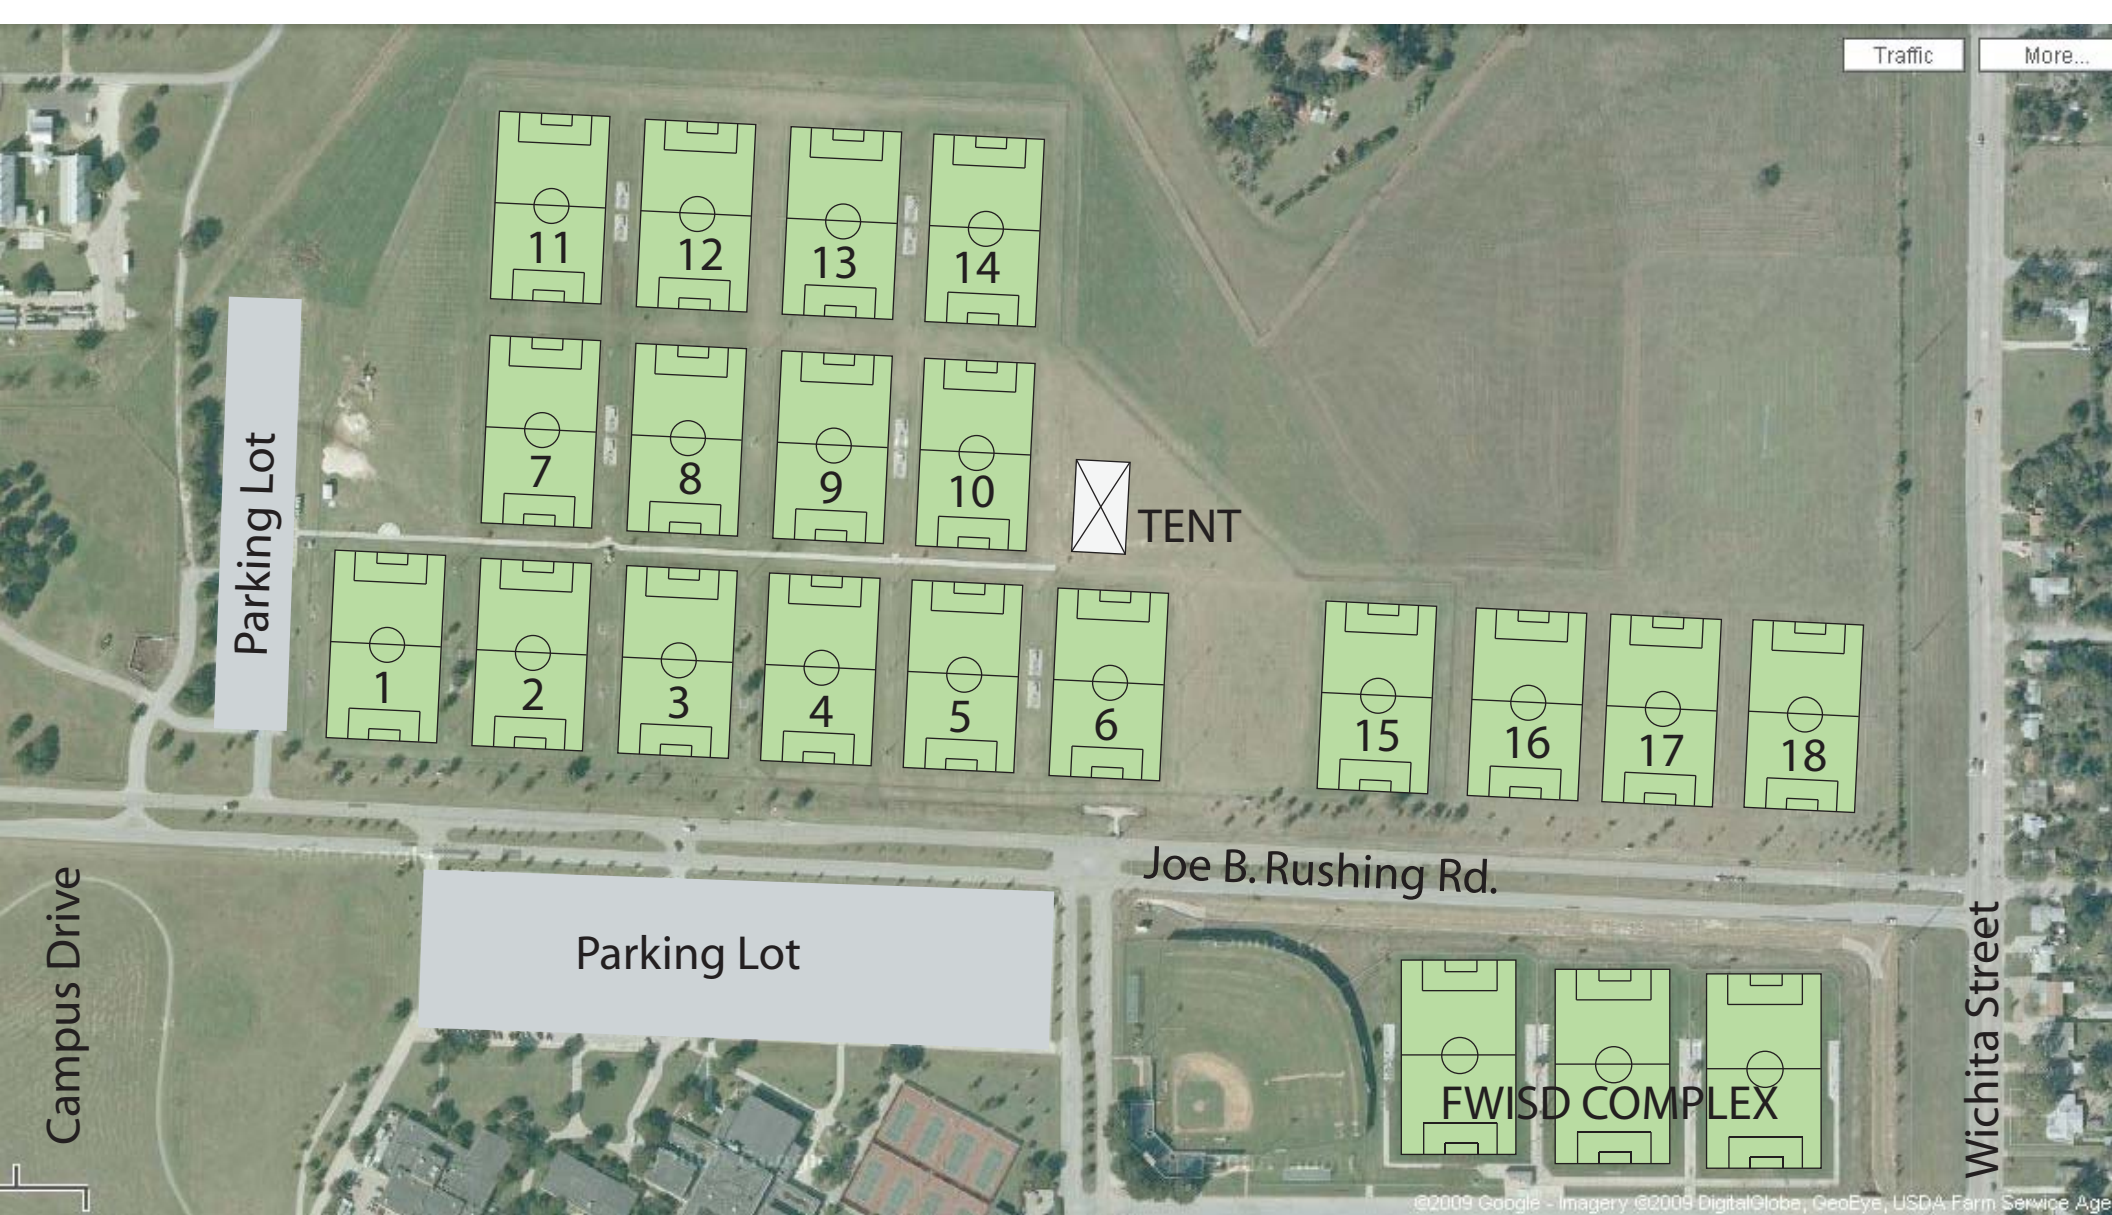 Traffic
More...
11
12
13
14
7
8
9
10
TENT
Parking Lot
1
2
3
4
5
6
15
16
17
18
Joe B. Rushing Rd.
Parking Lot
Campus Drive
Wichita Street
FWISD COMPLEX
©2009 Google - Imagery ©2009 DigitalGlobe, GeoEye, USDA Farm Service Age